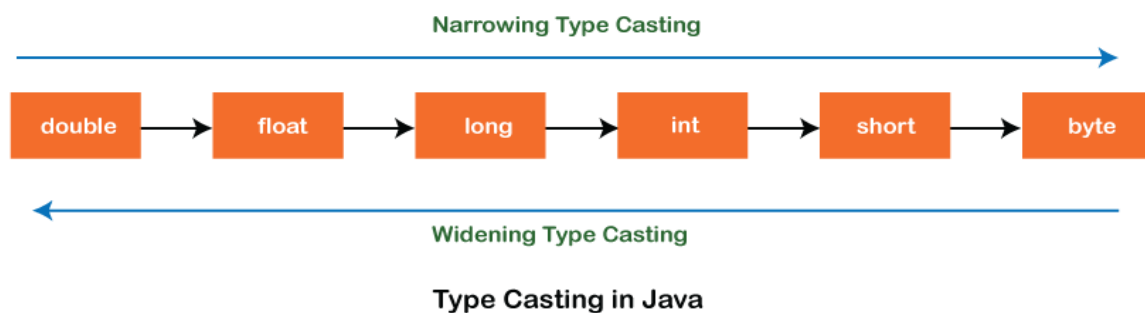 Narrowing Type Casting
double float long int short byte
Widening Type Casting
Type Casting in Java